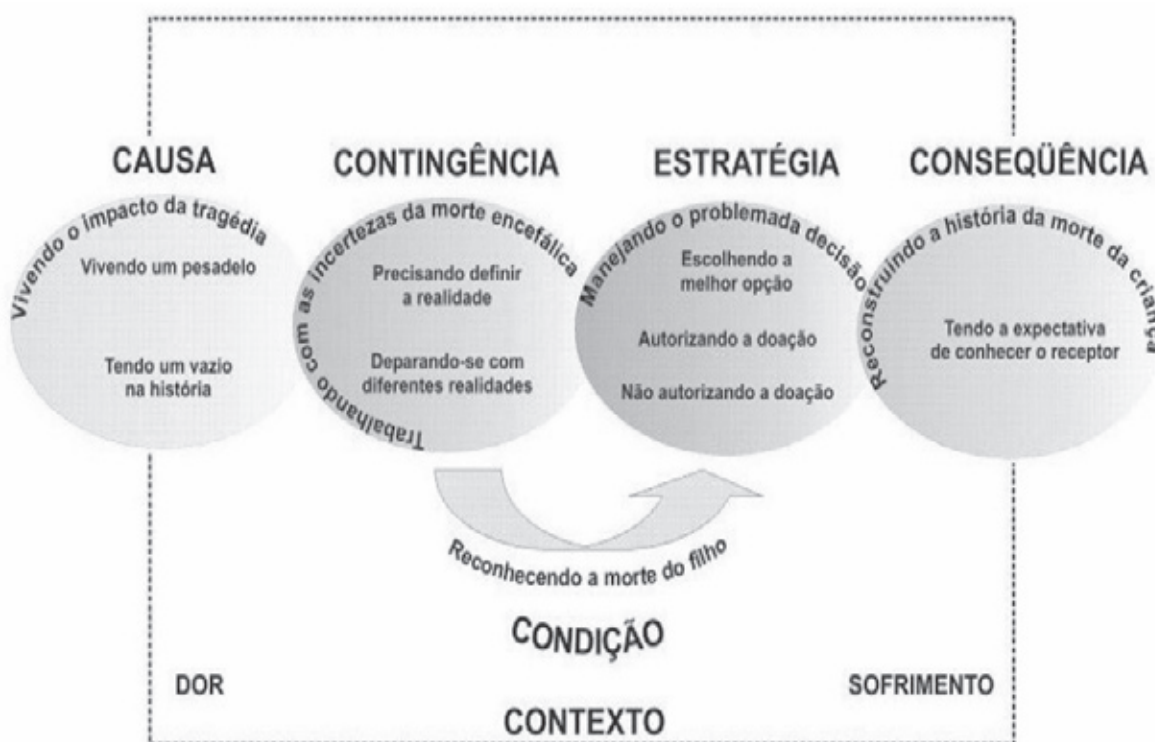 CAUSA
Vivendo o impacto da tragédia
Vivendo um pesadelo
Tendo um vazio
na história
CONTINGÊNCIA
Trabalhando com as incertezas da morte encefálica
Precisando definir
a realidade
Deparando-se com
diferentes realidades
ESTRATÉGIA
Manejando o problemada decisão
Escolhendo a
melhor opção
Autorizando a doação
Não autorizando a doação
CONSEQÜÊNCIA
Reconstruindo a história da morte da criança
Tendo a expectativa
de conhecer o receptor
Reconhecendo a morte do filho
CONDIÇÃO
DOR
SOFRIMENTO
CONTEXTO